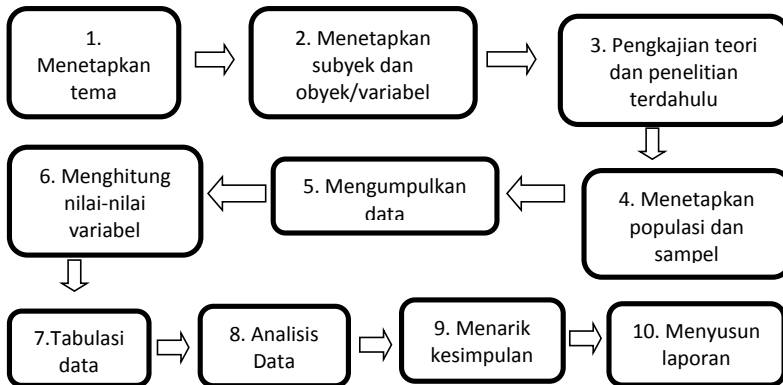 1.
Menetapkan
tema
2. Menetapkan
subyek dan
obyek/variabel
3. Pengkajian teori
dan penelitian
terdahulu
4. Menetapkan
populasi dan
sampel
5. Mengumpulkan
data
6. Menghitung
nilai-nilai
variabel
7.Tabulasi
data
8. Analisis
Data
9. Menarik
kesimpulan
10. Menyusun
laporan